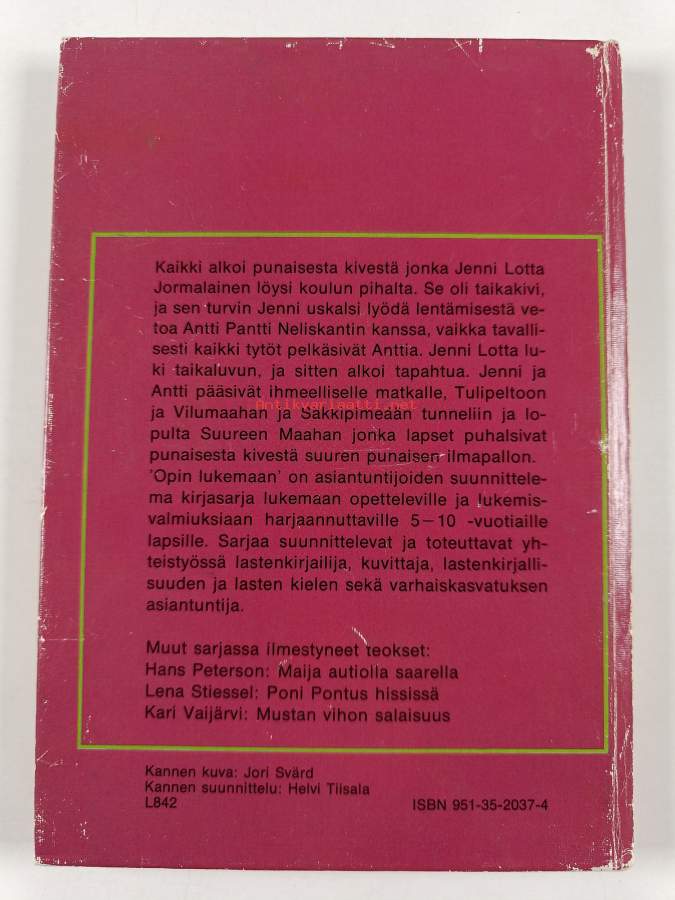 Kaikki alkoi punaisesta kivestä jonka Jenni Lotta
Jormalainen löysi koulun pihalta. Se oli taikakivi,
ja sen turvin Jenni uskalsi lyödä lentämisestä ve-
toa Antti Pantti Neliskantin kanssa, vaikka tavalli-
sesti kaikki tytöt pelkäsivät Anttia. Jenni Lotta lu-
ki taikaluvun, ja sitten alkoi tapahtua. Jenni ja
Antti pääsivät ihmeelliselle matkalle, Tulipeltoon
ja Vilumaahan ja Säkkipimeään tunneliin ja lo-
Antikvariaatti.net
pulta Suureen Maahan jonka lapset puhalsivat
punaisesta kivestä suuren punaisen ilmapallon.
'Opin lukemaan' on asiantuntijoiden suunnittele-
ma kirjasarja lukemaan opetteleville ja lukemis-
valmiuksiaan harjaannuttaville 5–10 -vuotiaille
lapsille. Sarjaa suunnittelevat ja toteuttavat yh-
teistyössä lastenkirjailija, kuvittaja, lastenkirjalli-
suuden ja lasten kielen sekä varhaiskasvatuksen
asiantuntija.
Muut sarjassa ilmestyneet teokset:
Hans Peterson: Maija autiolla saarella
Lena Stiessel: Poni Pontus hississä
Kari Vaijärvi: Mustan vihon salaisuus
Kannen kuva: Jori Svärd
Kannen suunnittelu: Helvi Tiisala
L842 ISBN 951-35-2037-4